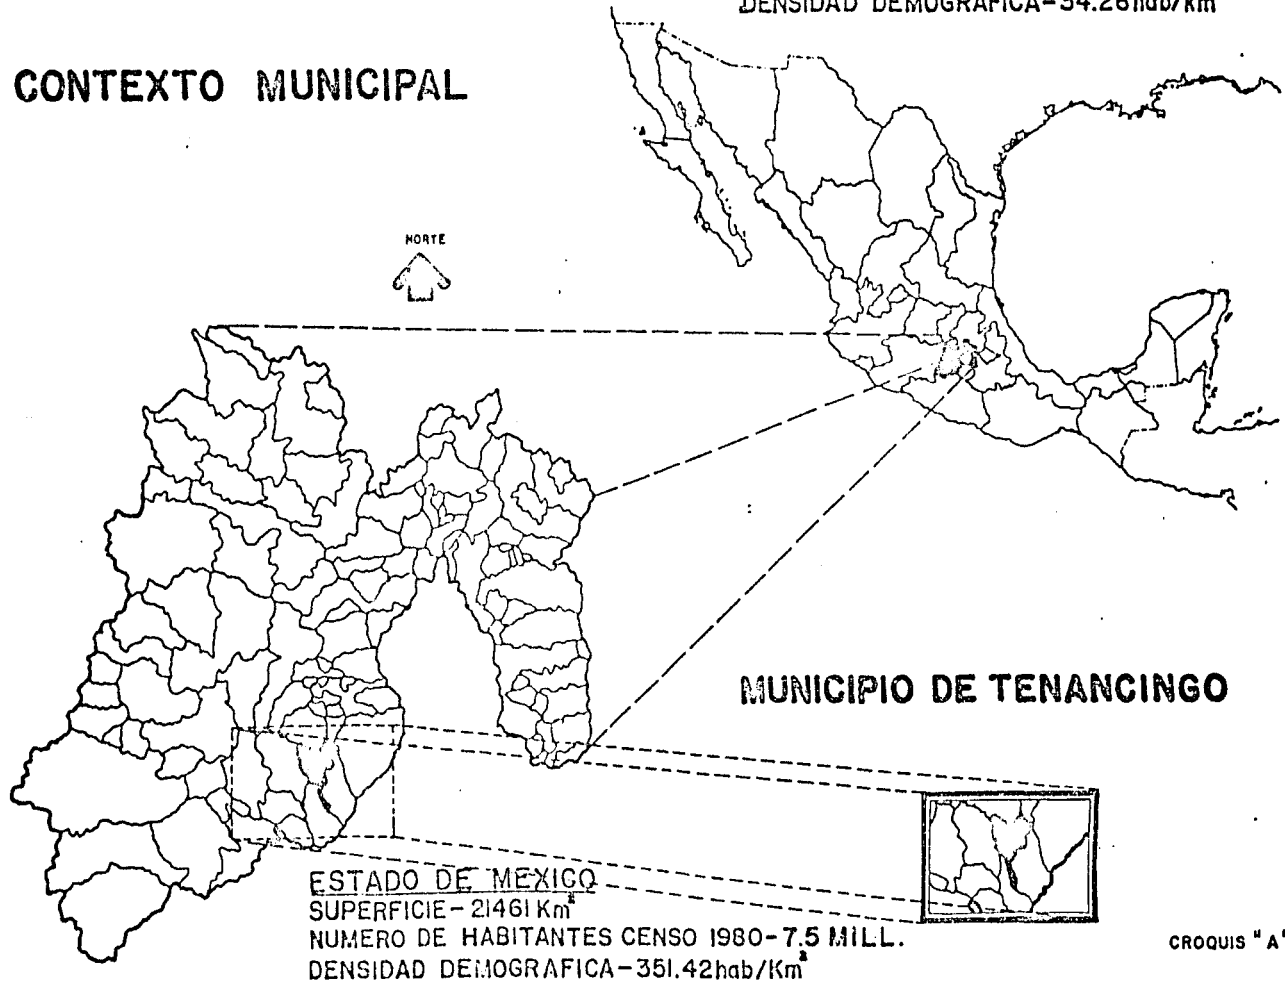 DENSIDAD DEMOGRAFICA-34.26hab/km
CONTEXTO MUNICIPAL
NORTE
MUNICIPIO DE TENANCINGO
ESTADO DE MEXICO
SUPERFICIE-21461 Km²
NUMERO DE HABITANTES CENSO 1980-7.5 MILL.
DENSIDAD DEMOGRAFICA-351.42hab/Km²
CROQUIS "A"